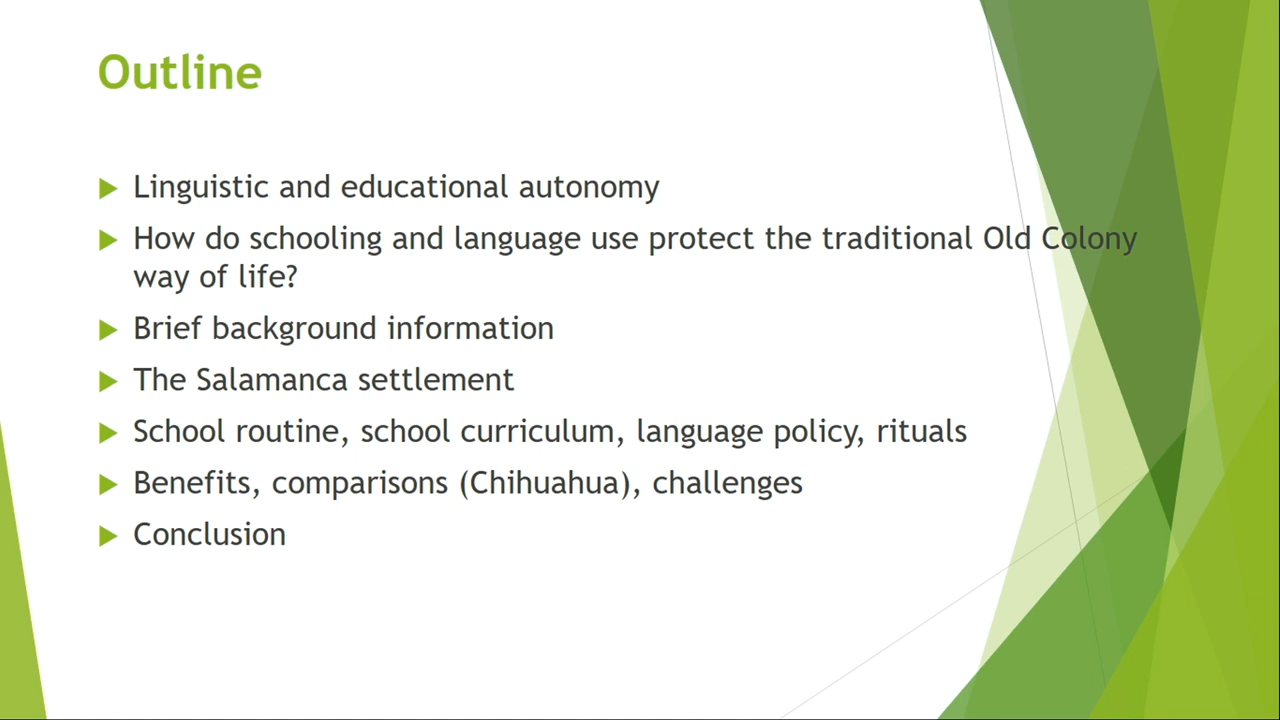 Outline
Linguistic and educational autonomy
How do schooling and language use protect the traditional Old Colony
way of life?
Brief background information
The Salamanca settlement
School routine, school curriculum, language policy, rituals
Benefits, comparisons (Chihuahua), challenges
Conclusion